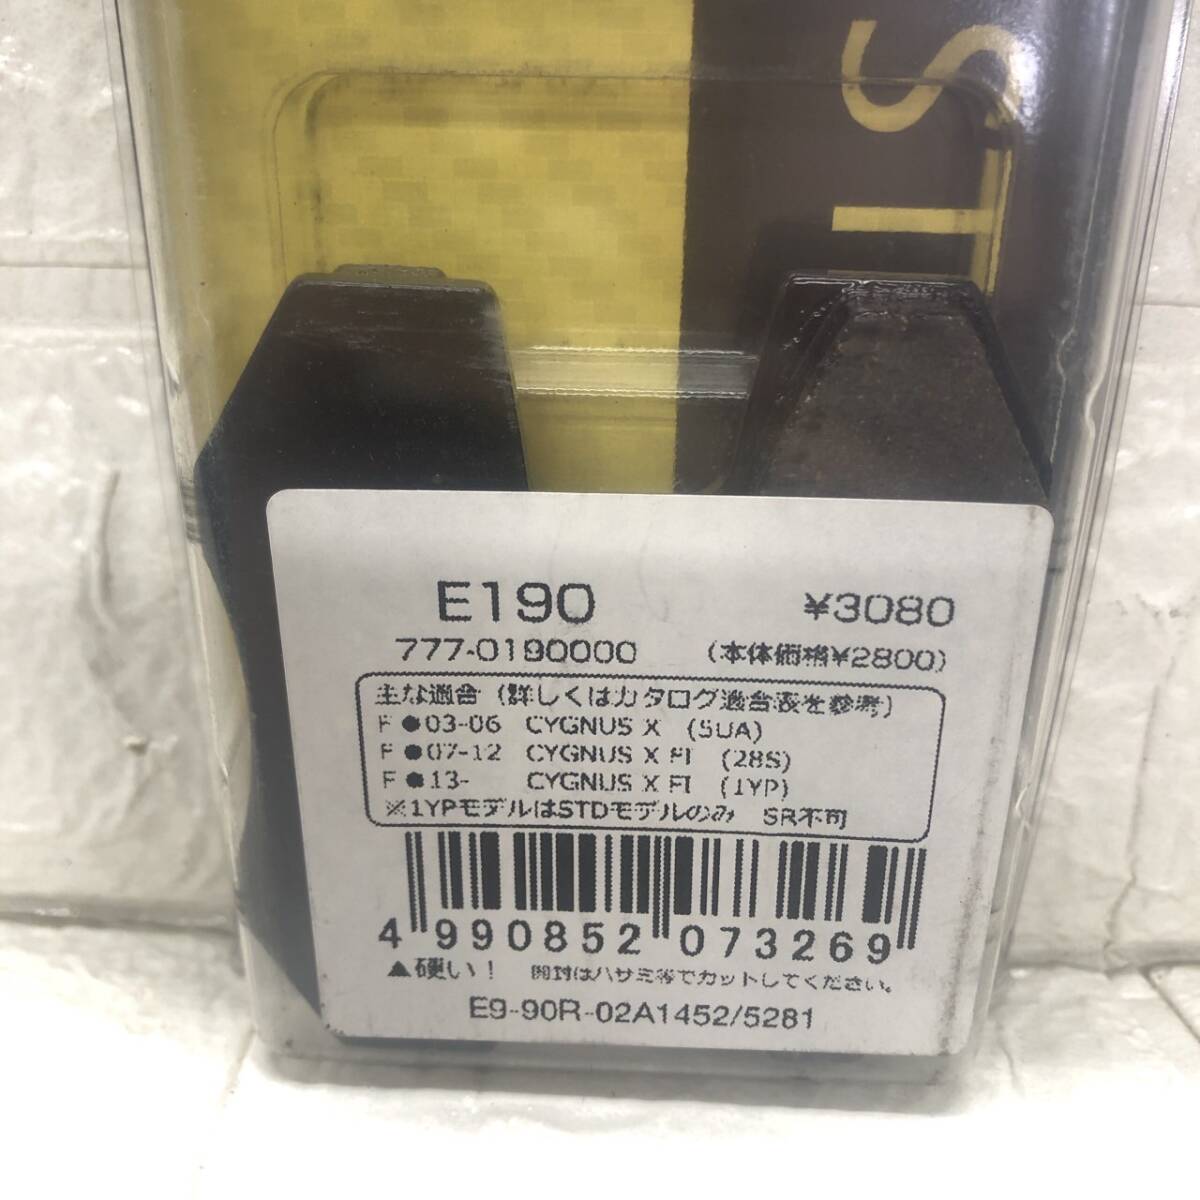 IS
E190 ¥3080
777-0190000 (本体価格¥2800)
主な適合 (詳しくはカタログ適合表を参考)
F ●03-06 CYGNUS X (5UA)
F ●07-12 CYGNUS X FI (28S)
F ●13- CYGNUS X FI (1YP)
※1YPモデルはSTDモデルのみ SR不可
4 990852 073269
▲硬い! 開封はハサミ等でカットしてください。
E9-90R-02A1452/5281